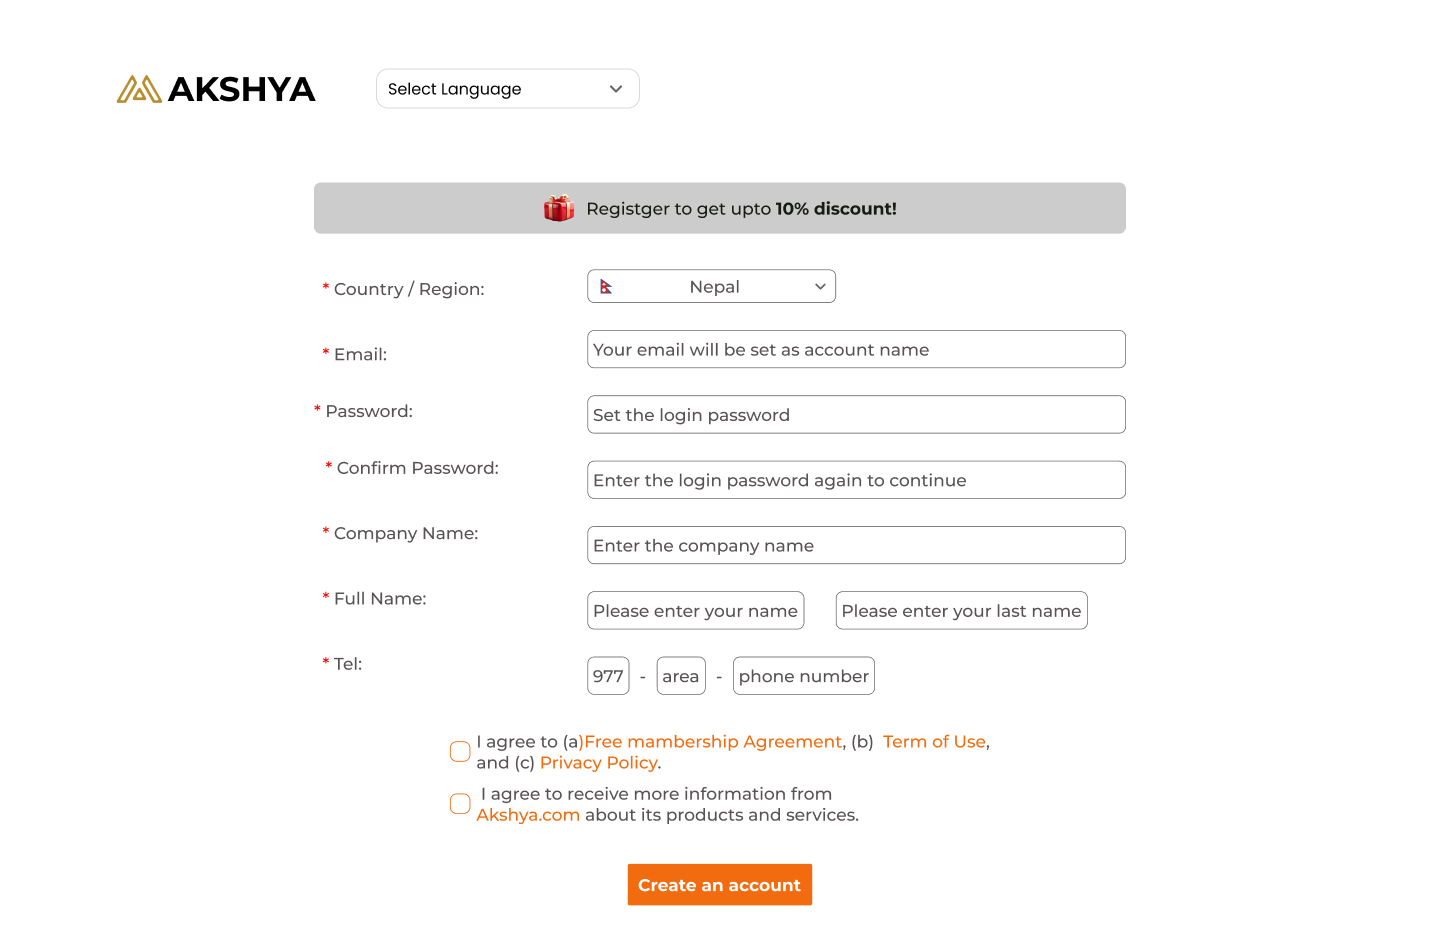 AKSHYA
Select Language
Registger to get upto 10% discount!
* Country / Region:
Nepal
* Email:
Your email will be set as account name
* Password:
Set the login password
* Confirm Password:
Enter the login password again to continue
* Company Name:
Enter the company name
* Full Name:
Please enter your name
Please enter your last name
* Tel:
977 - area - phone number
I agree to (a)Free mambership Agreement, (b) Term of Use,
and (c) Privacy Policy.
I agree to receive more information from
Akshya.com about its products and services.
Create an account